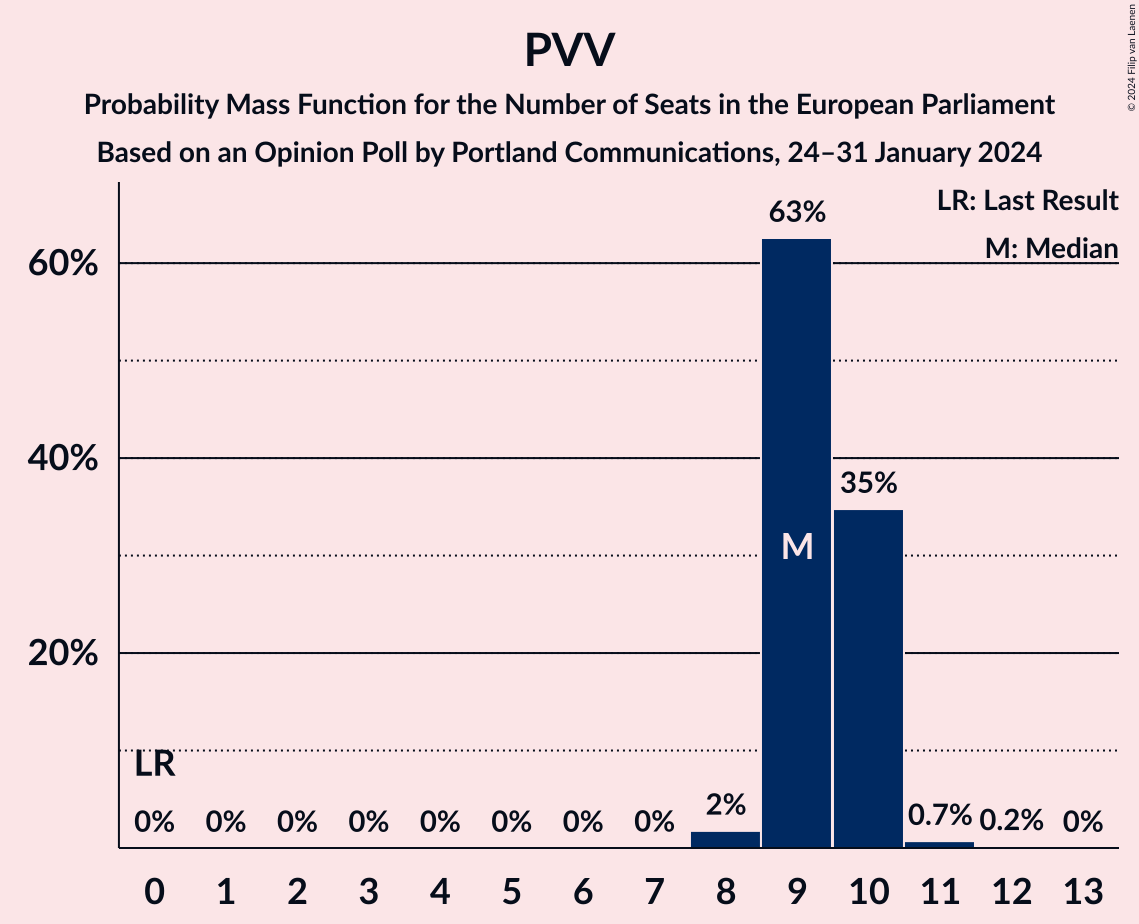 PVV
Probability Mass Function for the Number of Seats in the European Parliament
Based on an Opinion Poll by Portland Communications, 24–31 January 2024
© 2024 Filip van Laenen
LR: Last Result
M: Median
63%
60%
40%
35%
M
20%
LR
0% 0% 0% 0% 0% 0% 0% 0% 2% 0.7% 0.2% 0%
0 1 2 3 4 5 6 7 8 9 10 11 12 13